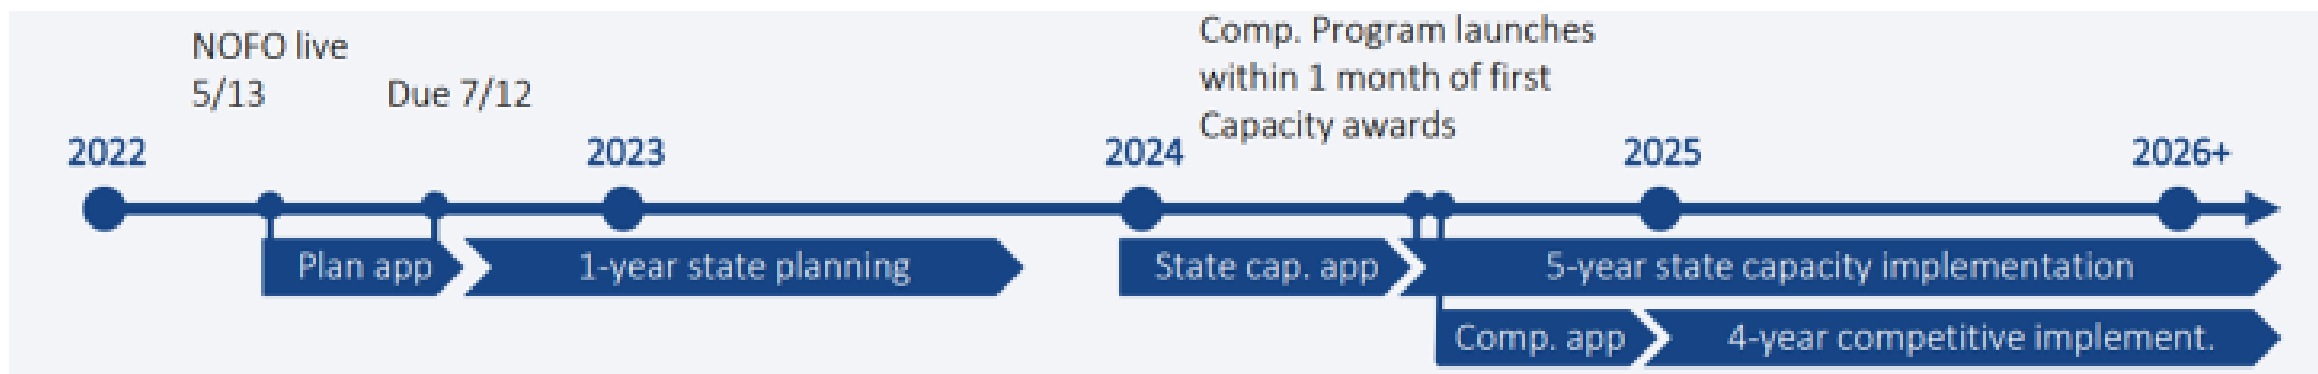 NOFO live
5/13
Due 7/12
Comp. Program launches
within 1 month of first
Capacity awards
2022
2023
2024
2025
2026+
Plan app
1-year state planning
State cap. app
5-year state capacity implementation
Comp. app
4-year competitive implement.